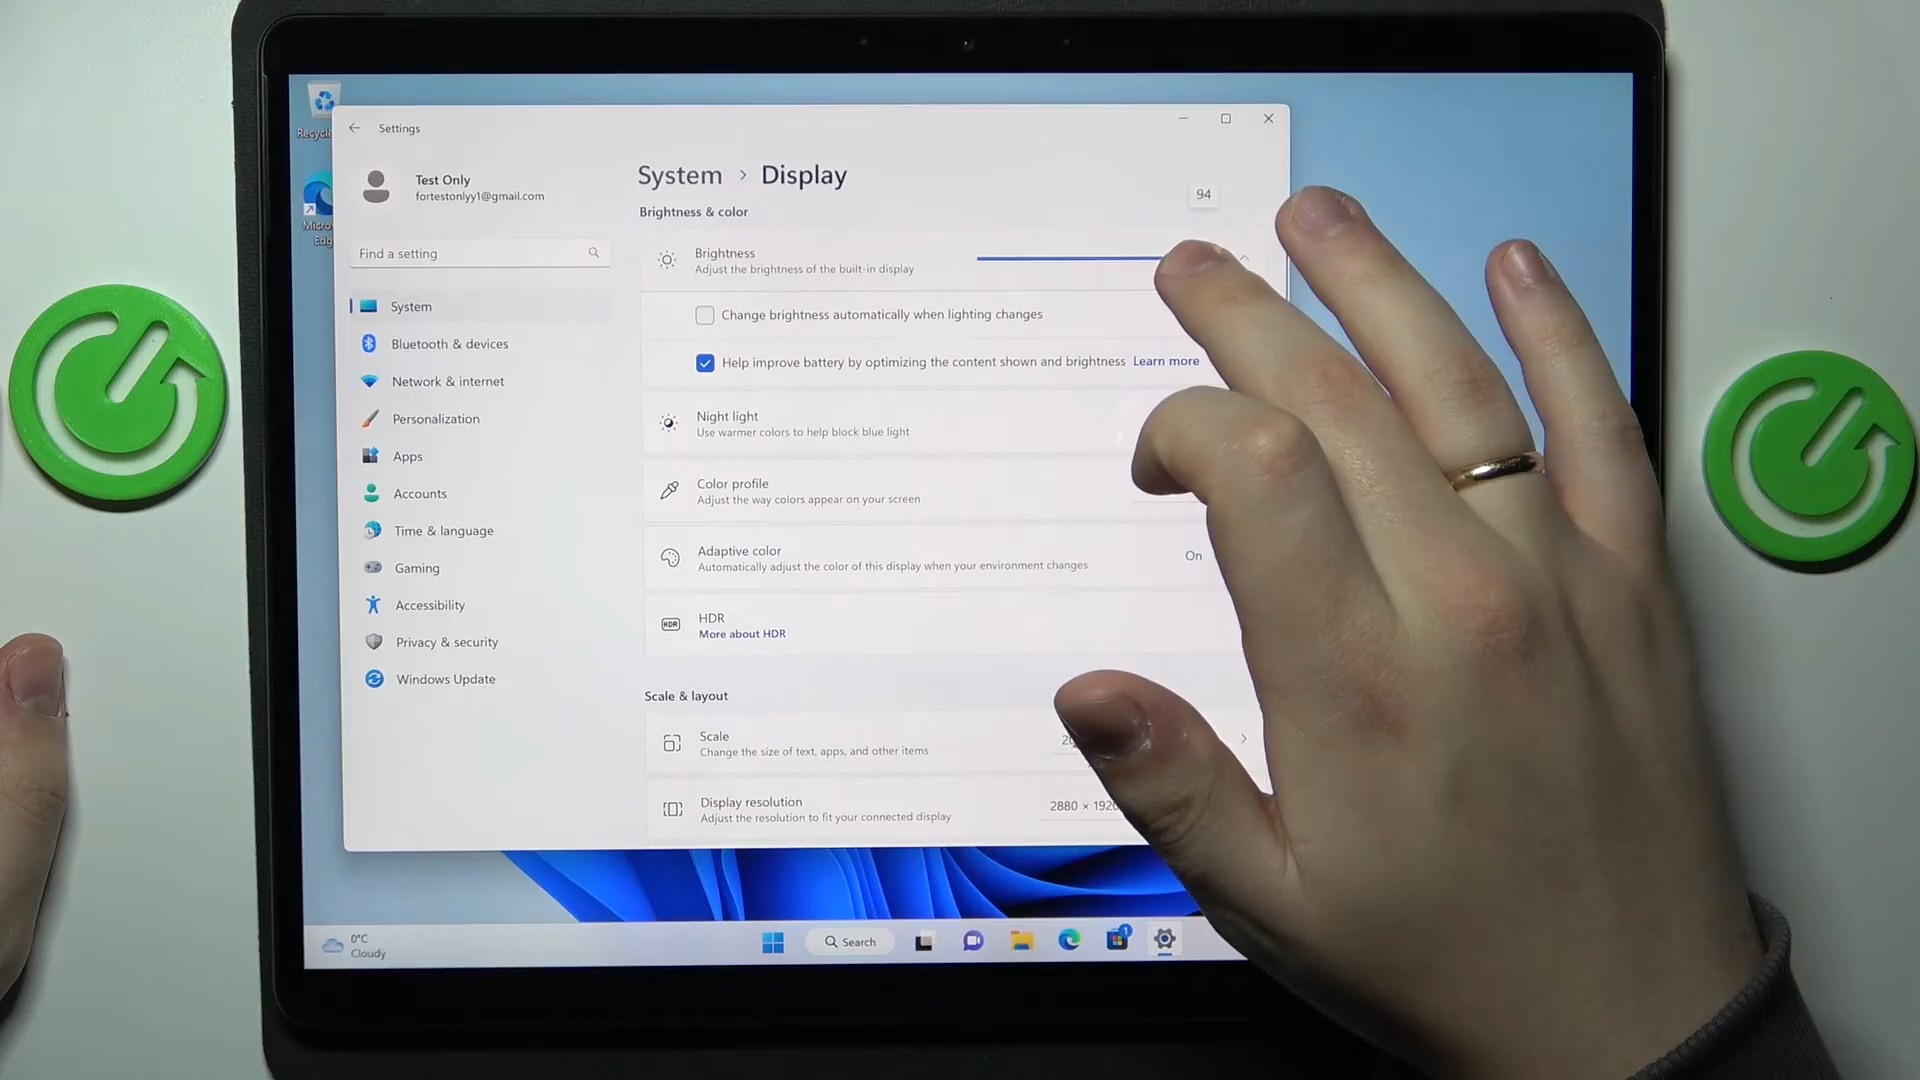 Recycle
Micros
Edg
Settings
Test Only
fortestonlyy1@gmail.com
Find a setting
System
Bluetooth & devices
Network & internet
Personalization
Apps
Accounts
Time & language
Gaming
Accessibility
Privacy & security
Windows Update
System > Display
Brightness & color
94
Brightness
Adjust the brightness of the built-in display
Change brightness automatically when lighting changes
Help improve battery by optimizing the content shown and brightness Learn more
Night light
Use warmer colors to help block blue light
Color profile
Adjust the way colors appear on your screen
Adaptive color
Automatically adjust the color of this display when your environment changes
On
HDR
HDR
More about HDR
Scale & layout
Scale
Change the size of text, apps, and other items
Display resolution
Adjust the resolution to fit your connected display
2880 × 1920
0°C
Cloudy
Search
1